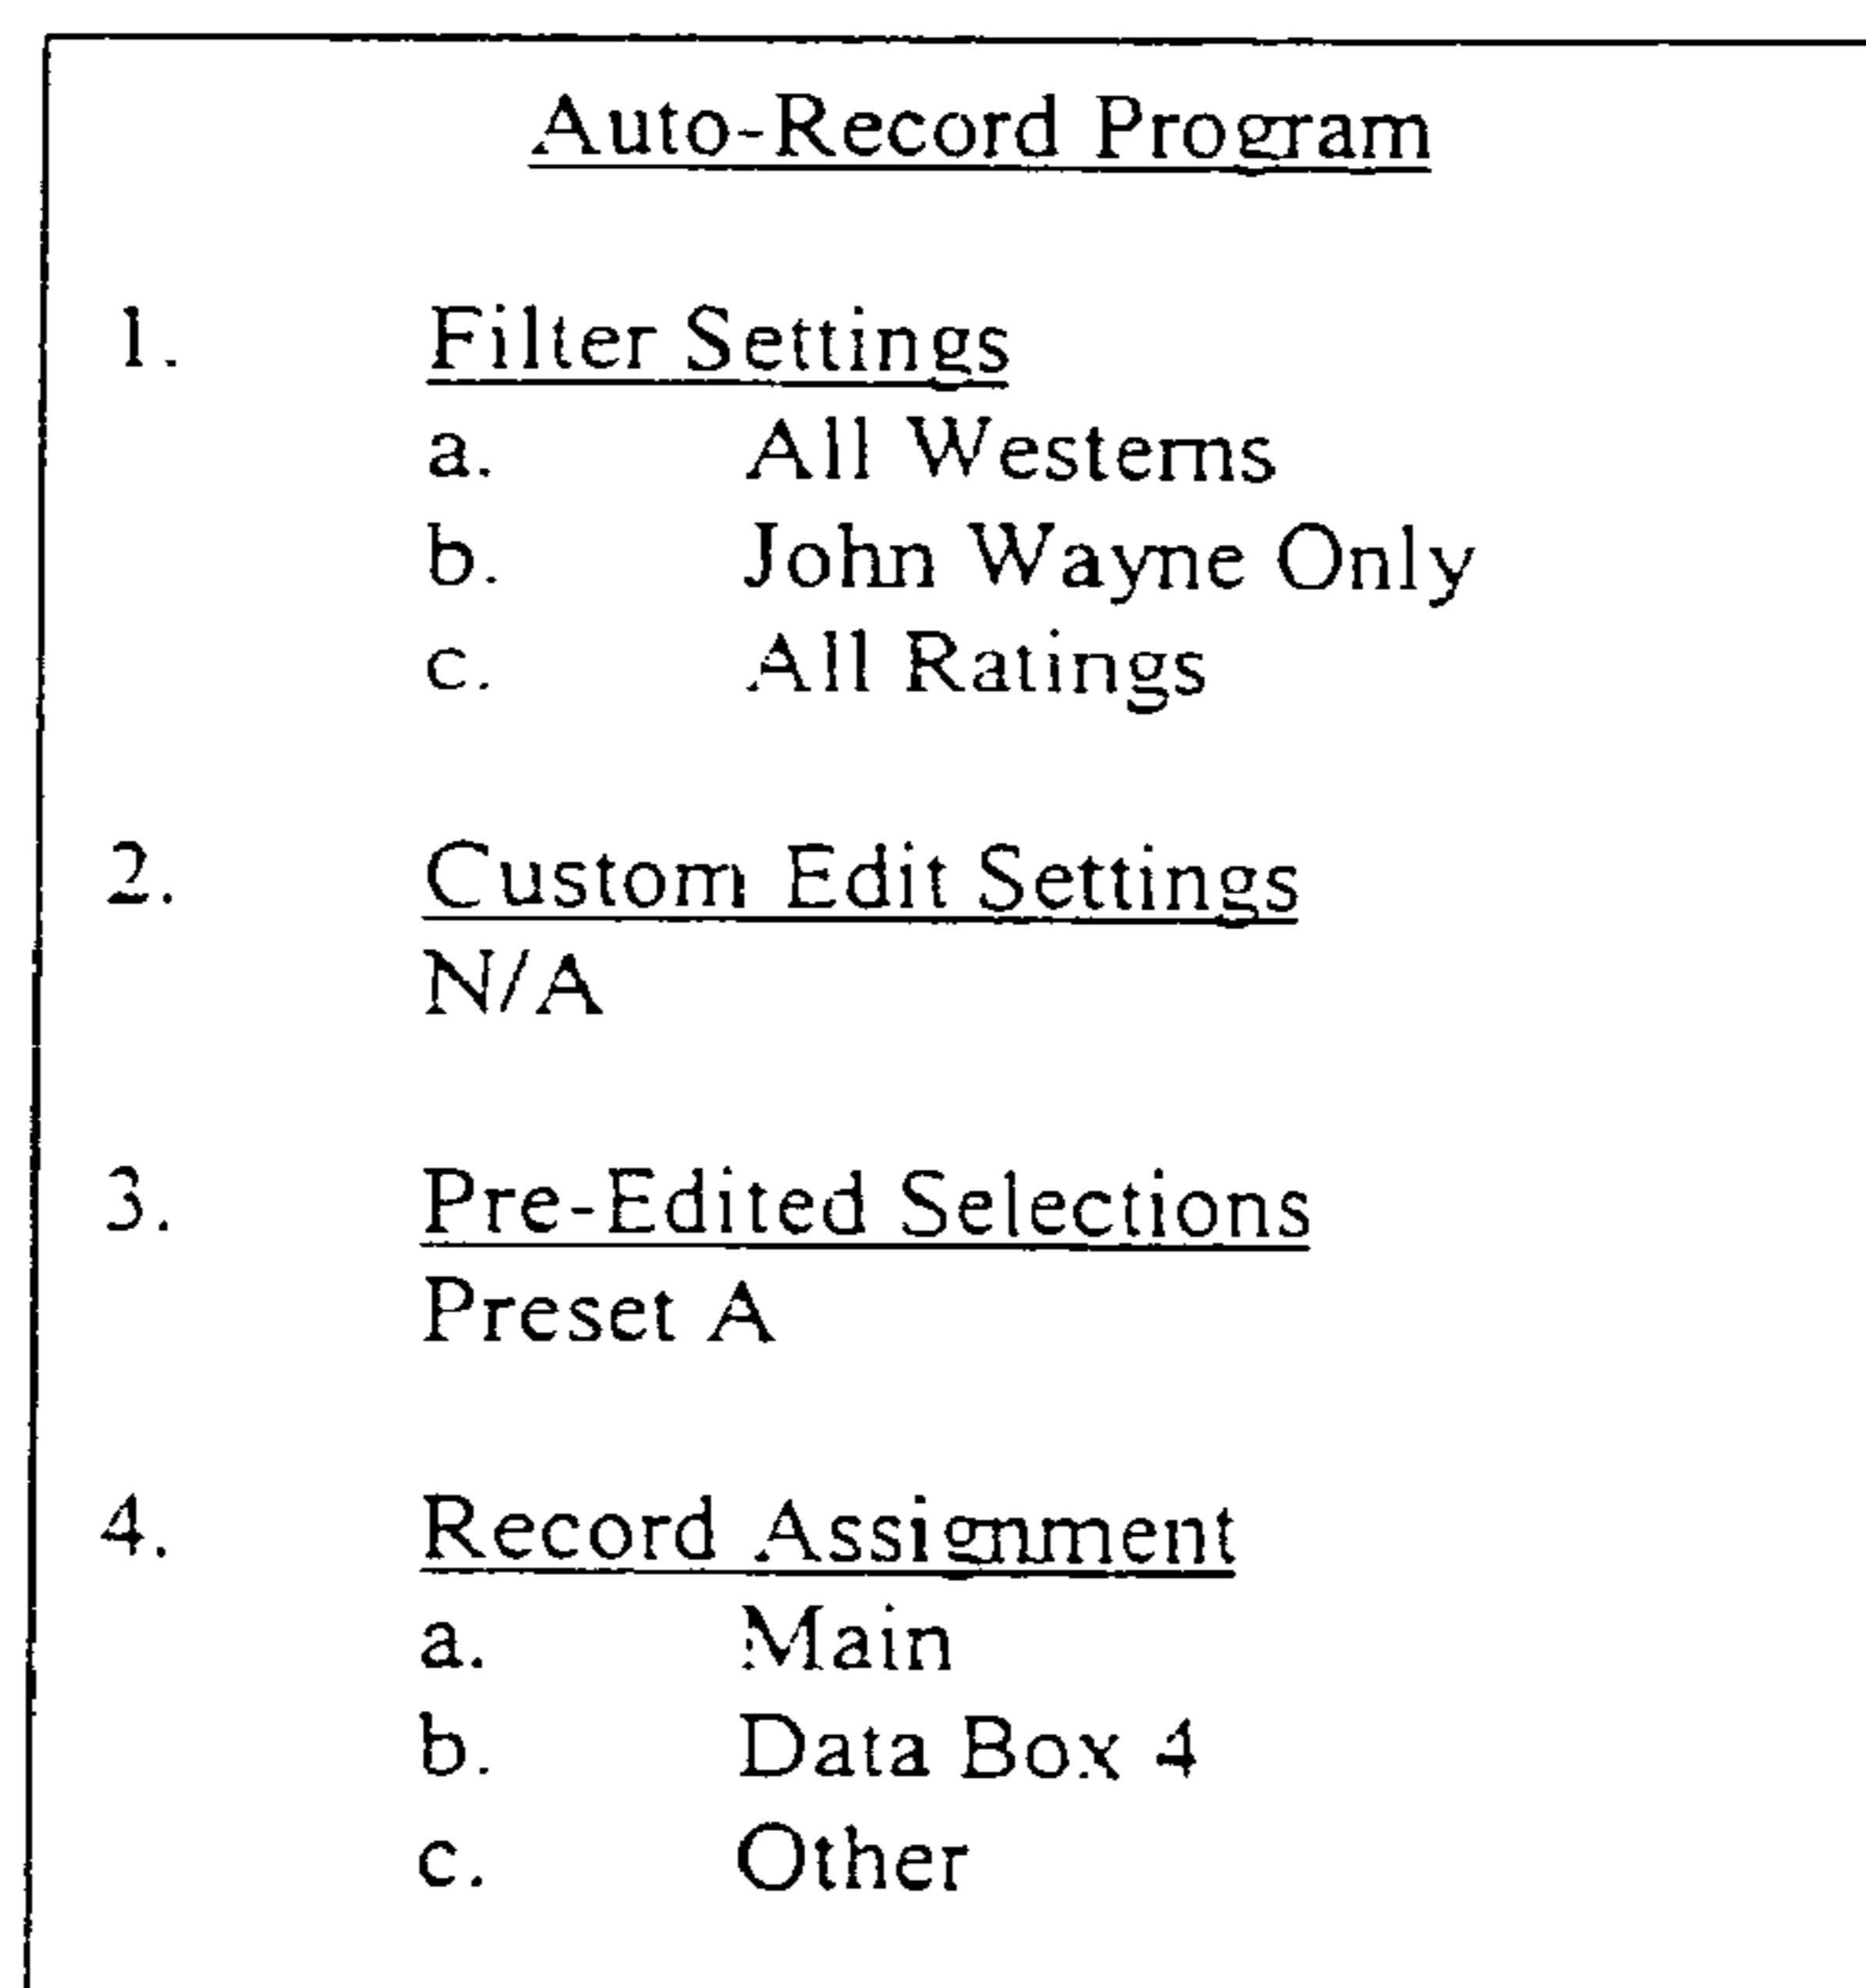 Auto-Record Program
1. Filter Settings
a. All Westerns
b. John Wayne Only
c. All Ratings
2. Custom Edit Settings
N/A
3. Pre-Edited Selections
Preset A
4. Record Assignment
a. Main
b. Data Box 4
c. Other